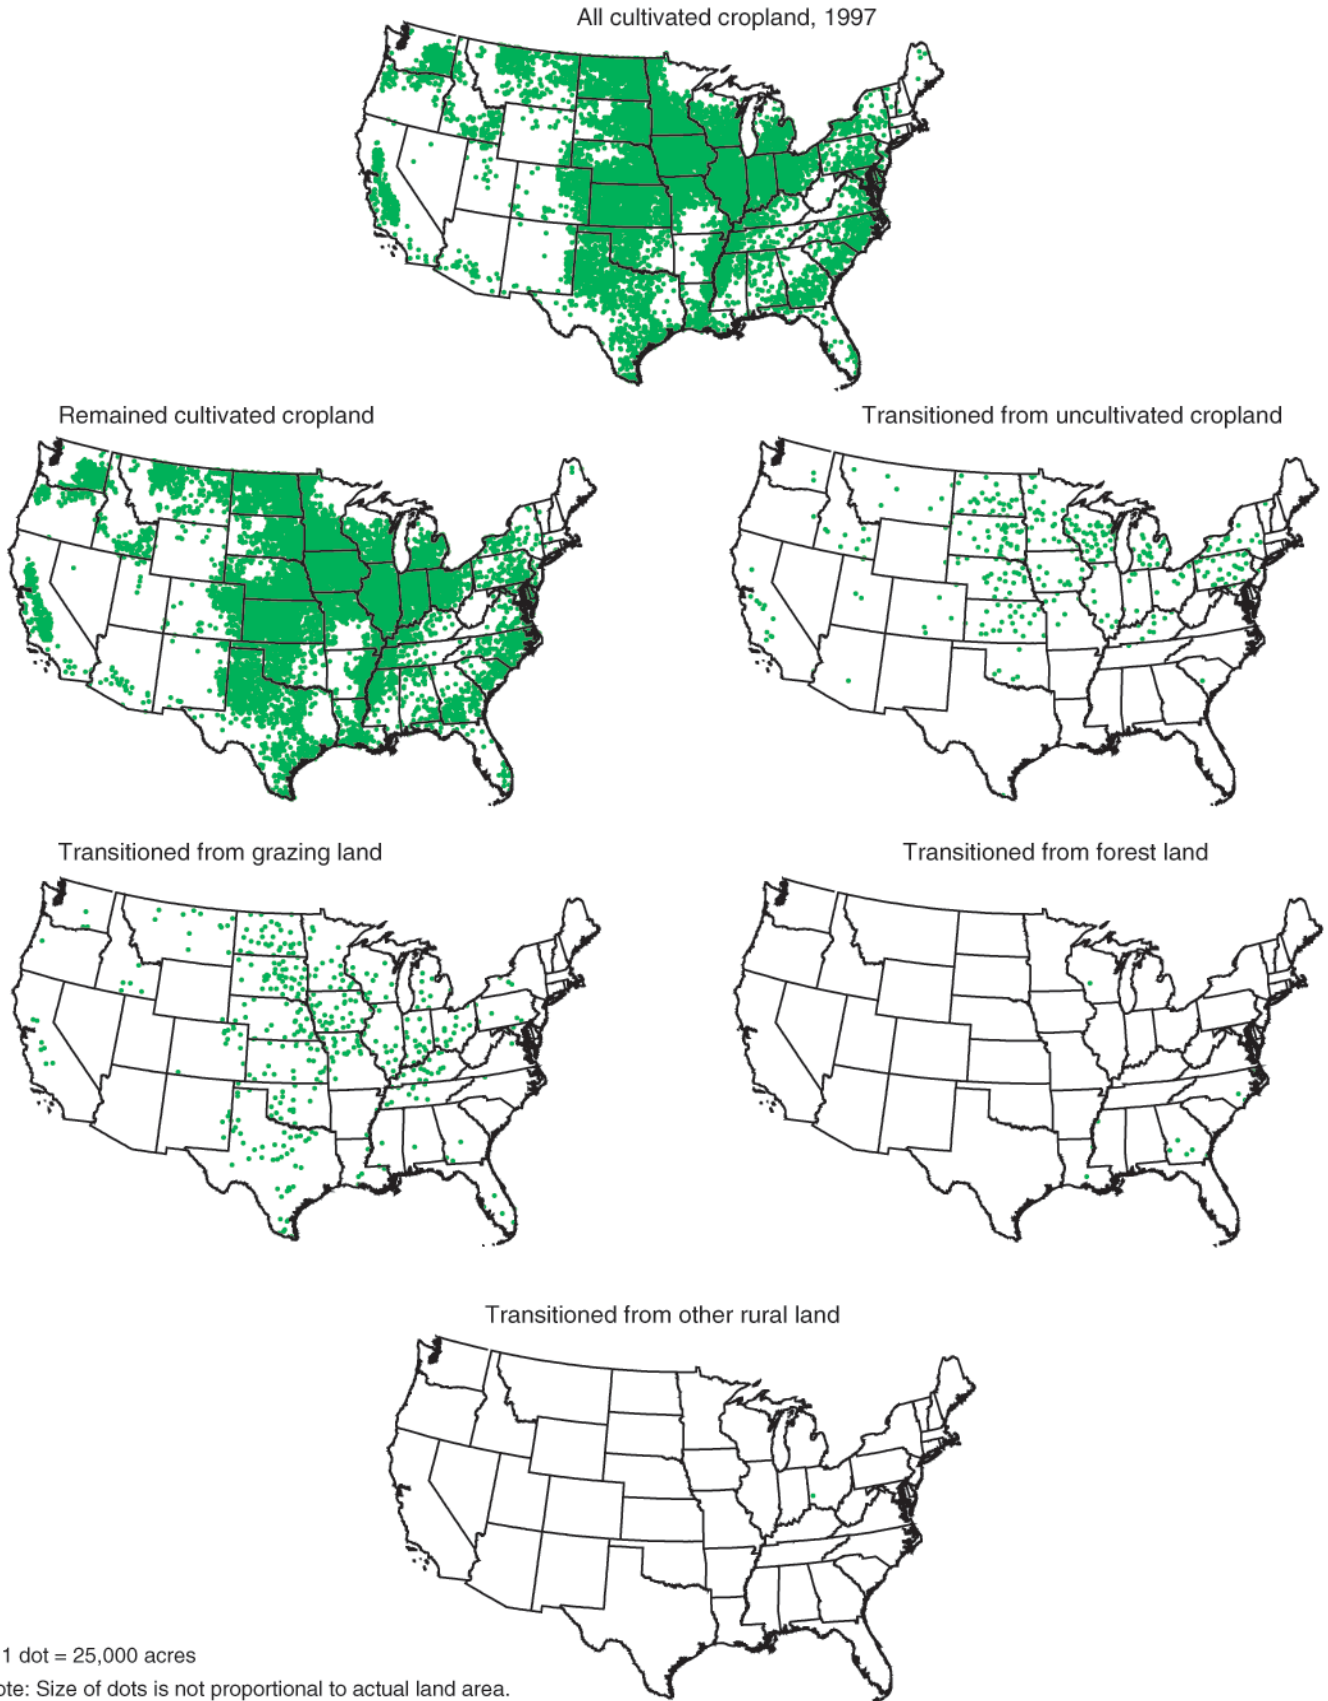 All cultivated cropland, 1997
Remained cultivated cropland
Transitioned from uncultivated cropland
Transitioned from grazing land
Transitioned from forest land
Transitioned from other rural land
1 dot = 25,000 acres
ote: Size of dots is not proportional to actual land area.